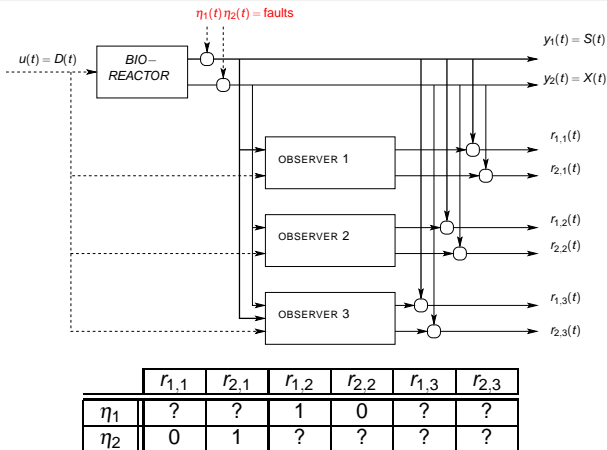 η1(t) η2(t) = faults
u(t) = D(t)
BIO−
REACTOR
y1(t) = S(t)
y2(t) = X(t)
OBSERVER 1
r1,1(t)
r2,1(t)
OBSERVER 2
r1,2(t)
r2,2(t)
OBSERVER 3
r1,3(t)
r2,3(t)
r1,1 r2,1 r1,2 r2,2 r1,3 r2,3
η1 ? ? 1 0 ? ?
η2 0 1 ? ? ? ?